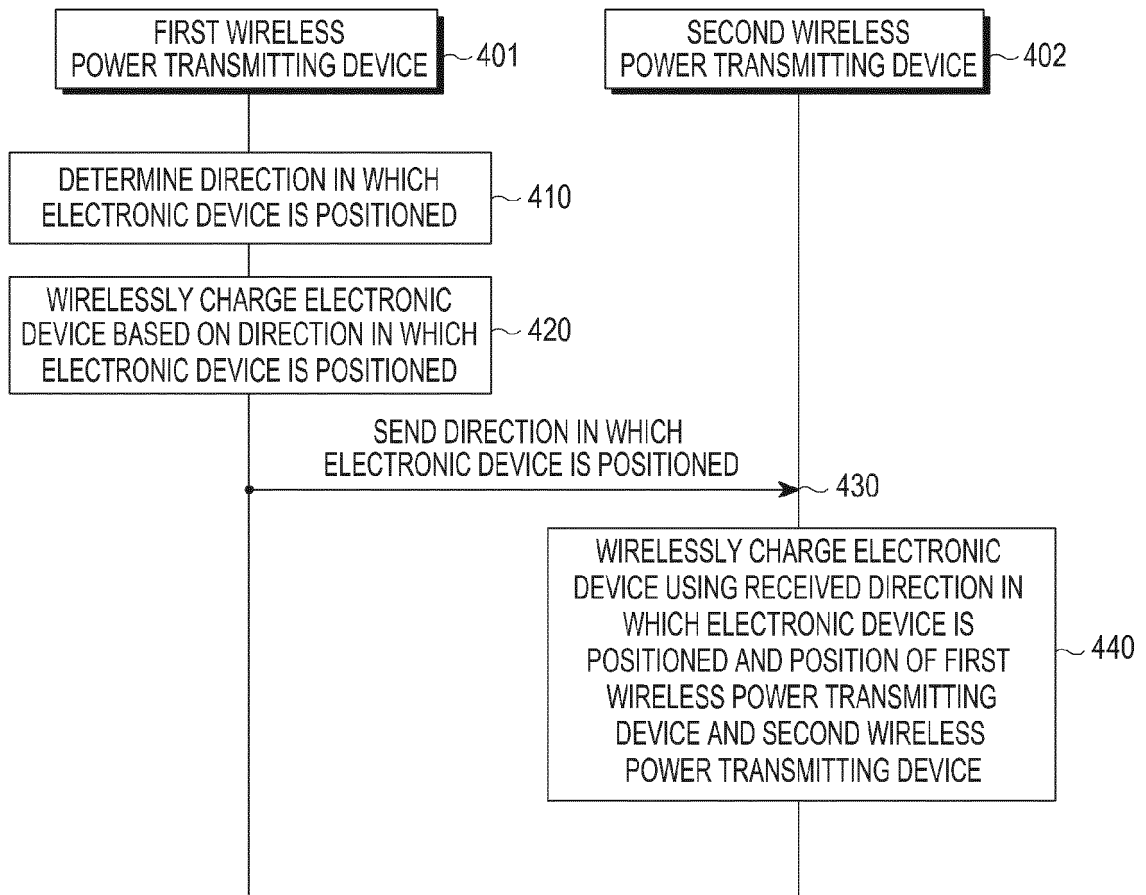 FIRST WIRELESS
POWER TRANSMITTING DEVICE
401
SECOND WIRELESS
POWER TRANSMITTING DEVICE
402
DETERMINE DIRECTION IN WHICH
ELECTRONIC DEVICE IS POSITIONED
410
WIRELESSLY CHARGE ELECTRONIC
DEVICE BASED ON DIRECTION IN WHICH
ELECTRONIC DEVICE IS POSITIONED
420
SEND DIRECTION IN WHICH
ELECTRONIC DEVICE IS POSITIONED
430
WIRELESSLY CHARGE ELECTRONIC
DEVICE USING RECEIVED DIRECTION IN
WHICH ELECTRONIC DEVICE IS
POSITIONED AND POSITION OF FIRST
WIRELESS POWER TRANSMITTING
DEVICE AND SECOND WIRELESS
POWER TRANSMITTING DEVICE
440